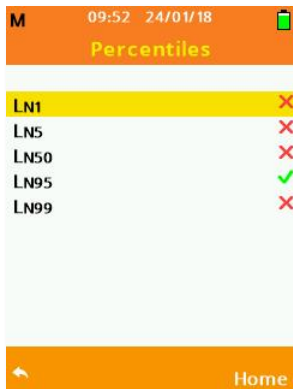 M 09:52 24/01/18
Percentiles
LN1
LN5
LN50
LN95
LN99
Home